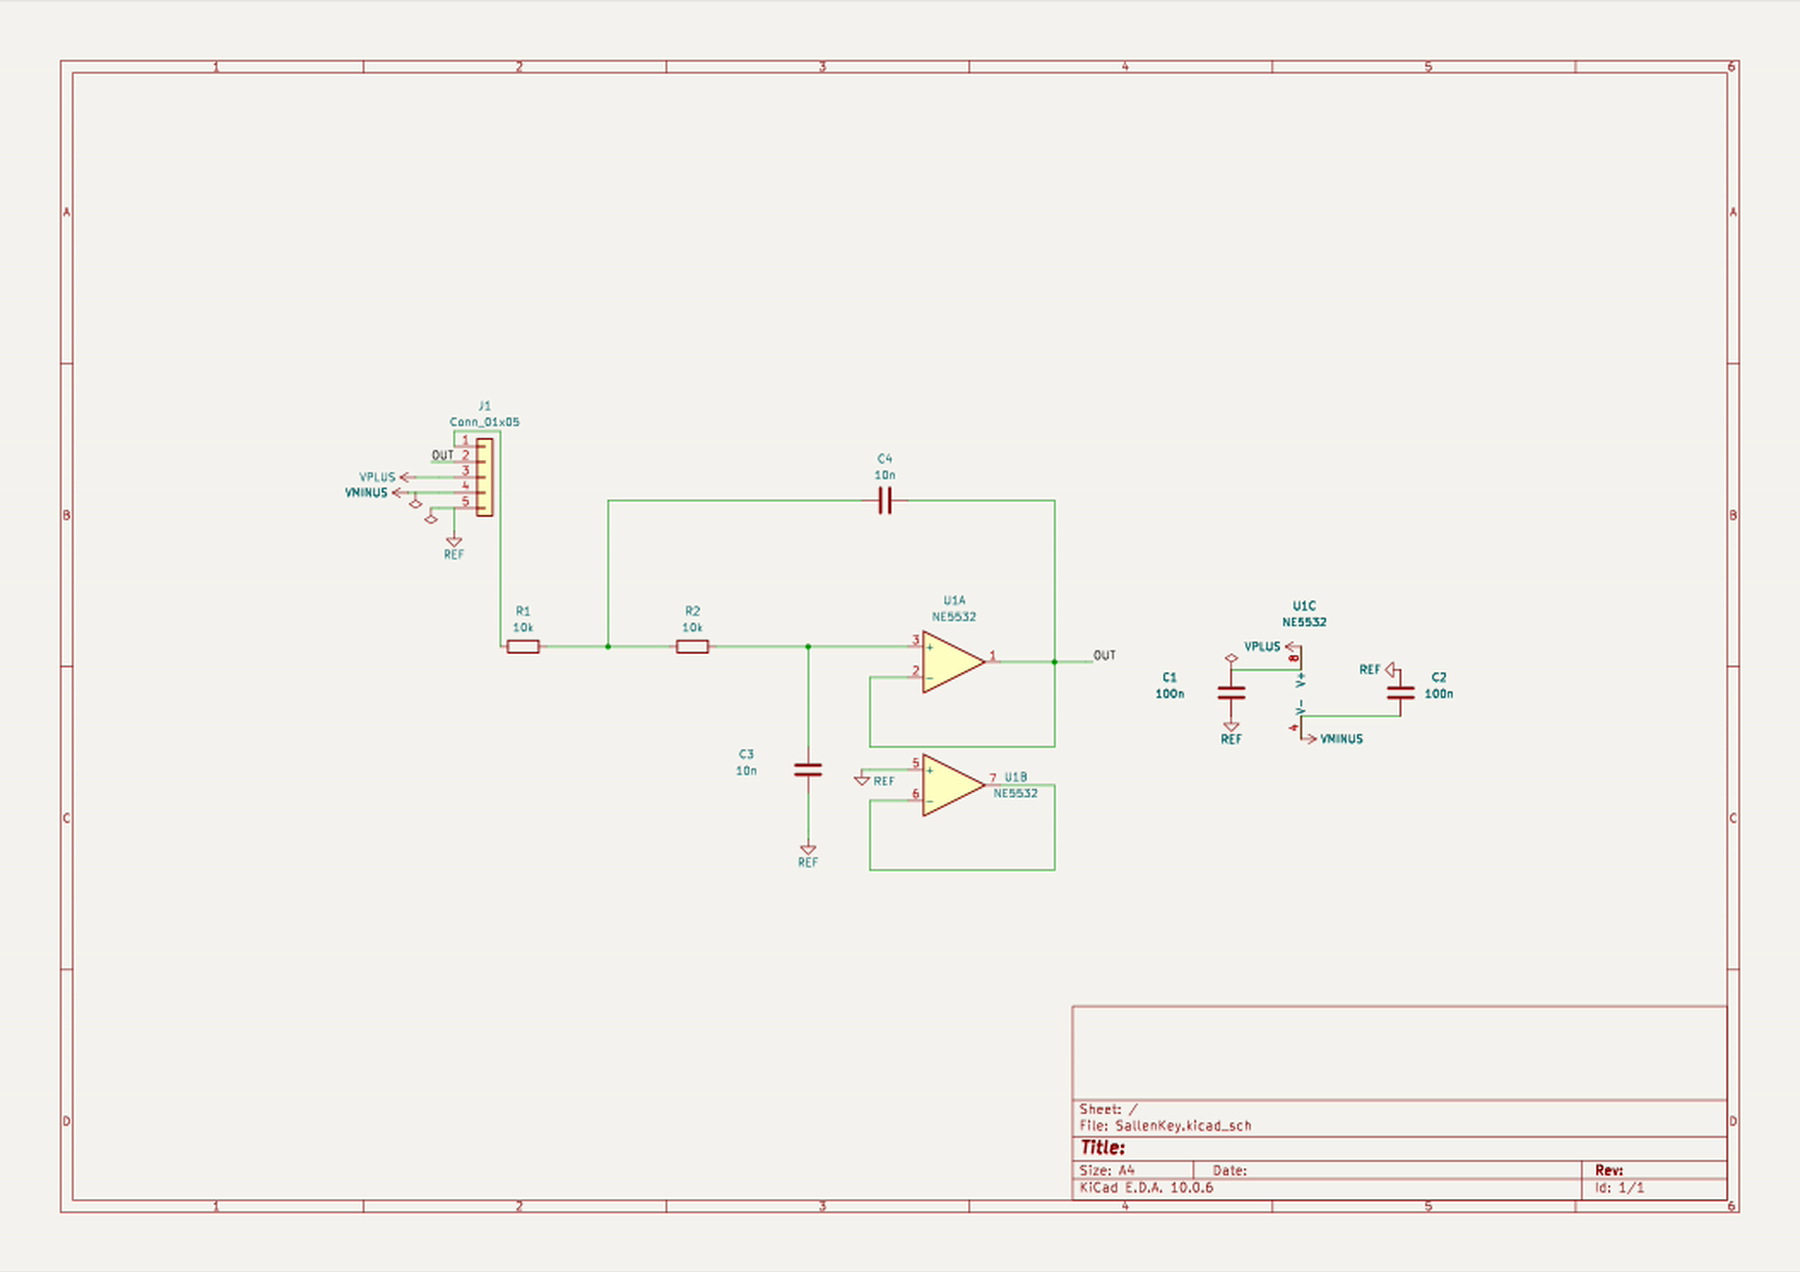 1 2 3 4 5 6
A A
J1
Conn_01x05
1
OUT 2
VPLUS 3
VMINUS 4
5
REF
C4
10n
B B
R1
10k
R2
10k
U1A
NE5532
3
+
1
OUT
2
-
U1C
NE5532
VPLUS
8
V+
REF
C1
100n
C2
100n
V-
4
REF
VMINUS
C3
10n
5
+
REF
7
U1B
NE5532
6
-
REF
C C
Sheet: /
File: SallenKey.kicad_sch
D D
Title:
Size: A4 Date: Rev:
KiCad E.D.A. 10.0.6 Id: 1/1
1 2 3 4 5 6